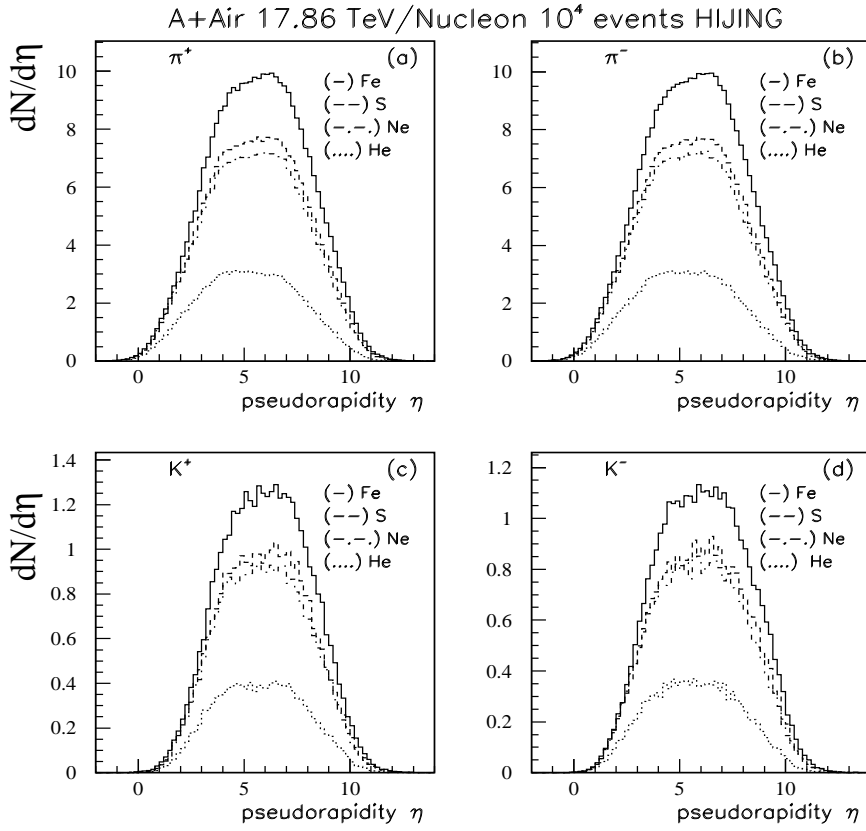 A+Air 17.86 TeV/Nucleon 10⁴ events HIJING
dN/dη
π⁺ (a)
(−) Fe
(−−) S
(−.−.) Ne
(....) He
10
8
6
4
2
0
0 5 10
pseudorapidity η
π⁻ (b)
(−) Fe
(−−) S
(−.−.) Ne
(....) He
10
8
6
4
2
0
0 5 10
pseudorapidity η
dN/dη
K⁺ (c)
(−) Fe
(−−) S
(−.−.) Ne
(....) He
1.4
1.2
1
0.8
0.6
0.4
0.2
0
0 5 10
pseudorapidity η
K⁻ (d)
(−) Fe
(−−) S
(−.−.) Ne
(....) He
1.2
1
0.8
0.6
0.4
0.2
0
0 5 10
pseudorapidity η